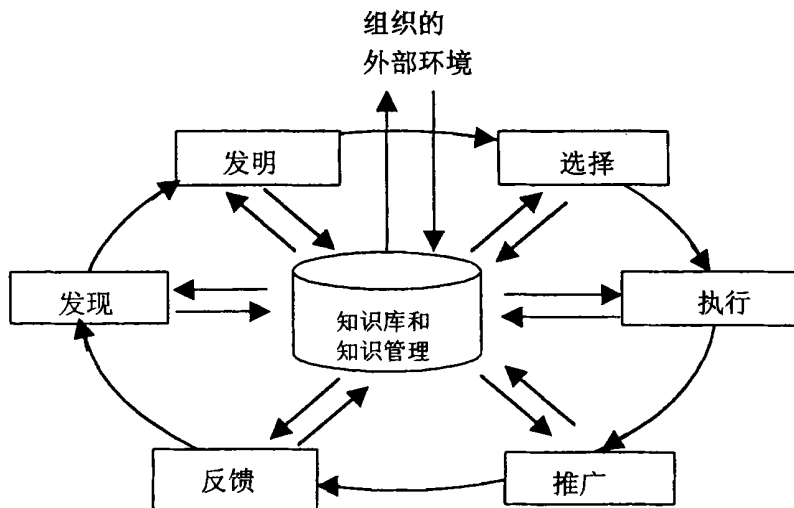 组织的
外部环境
发明
选择
发现
知识库和
知识管理
执行
反馈
推广